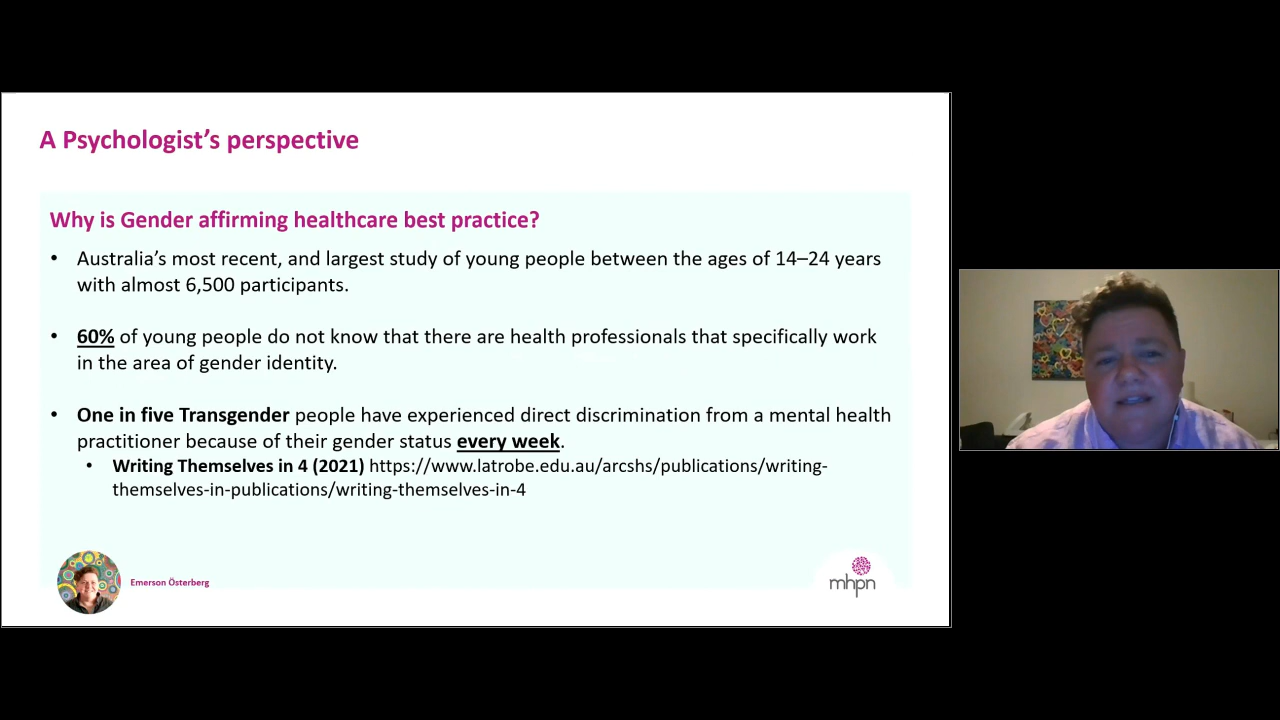 A Psychologist's perspective
Why is Gender affirming healthcare best practice?
• Australia's most recent, and largest study of young people between the ages of 14–24 years
with almost 6,500 participants.
• 60% of young people do not know that there are health professionals that specifically work
in the area of gender identity.
• One in five Transgender people have experienced direct discrimination from a mental health
practitioner because of their gender status every week.
• Writing Themselves in 4 (2021) https://www.latrobe.edu.au/arcshs/publications/writing-
themselves-in-publications/writing-themselves-in-4
Emerson Österberg
mhpn